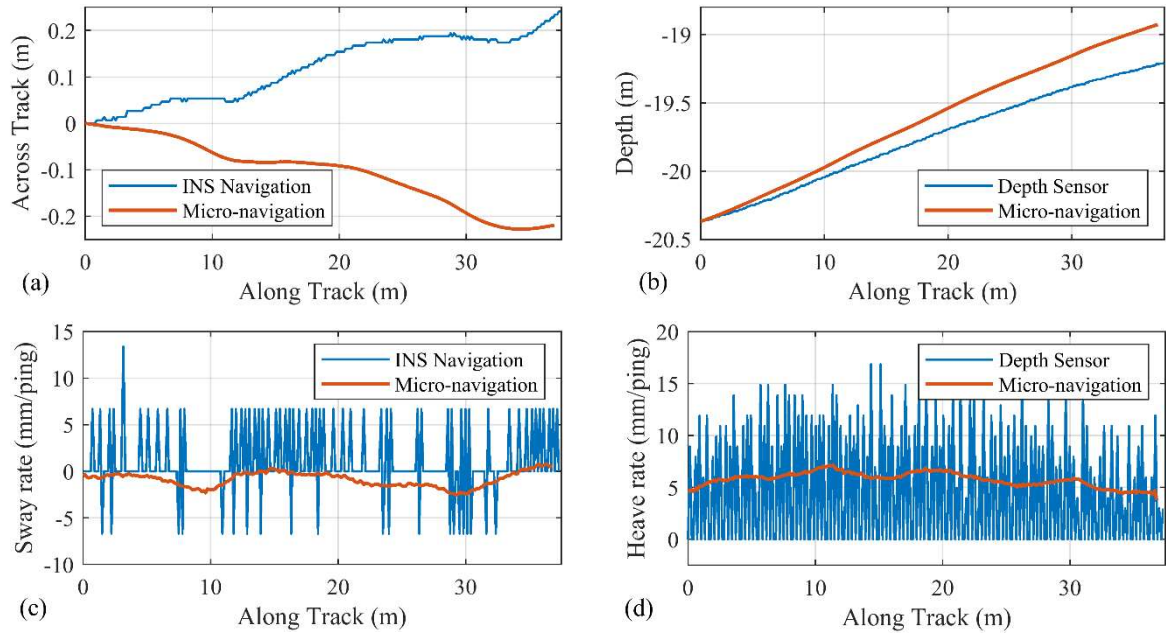 0.2
0.1
0
-0.1
-0.2
Across Track (m)
INS Navigation
Micro-navigation
0 10 20 30
(a) Along Track (m)
-19
-19.5
-20
-20.5
Depth (m)
Depth Sensor
Micro-navigation
0 10 20 30
(b) Along Track (m)
15
10
5
0
-5
-10
Sway rate (mm/ping)
INS Navigation
Micro-navigation
0 10 20 30
(c) Along Track (m)
20
15
10
5
0
Heave rate (mm/ping)
Depth Sensor
Micro-navigation
0 10 20 30
(d) Along Track (m)